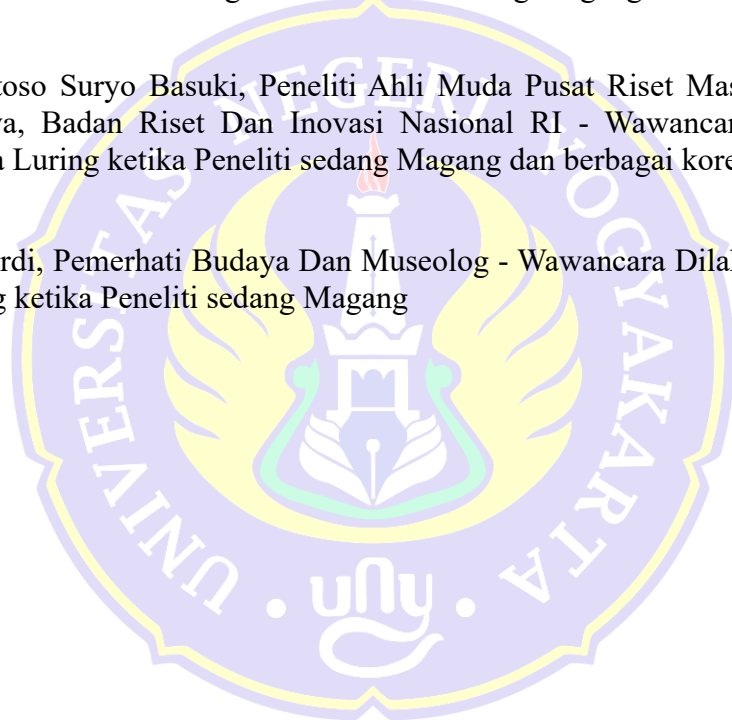 toso Suryo Basuki, Peneliti Ahli Muda Pusat Riset Mas
va, Badan Riset Dan Inovasi Nasional RI - Wawancar
a Luring ketika Peneliti sedang Magang dan berbagai kore
rdi, Pemerhati Budaya Dan Museolog - Wawancara Dilal
g ketika Peneliti sedang Magang
UNIVERSITAS NEGERI YOGYAKARTA
uny